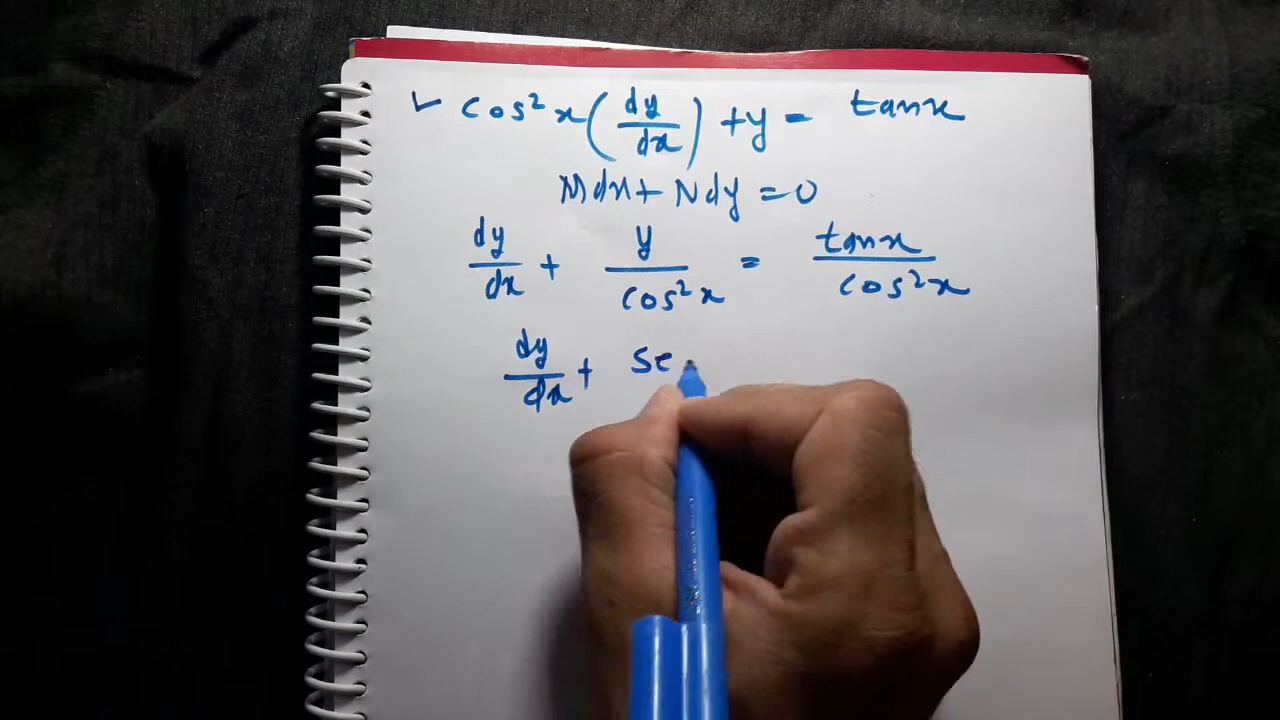 ✓ cos²x (dy/dx) + y = tanx
Mdx + Ndy = 0
dy/dx + y/cos²x = tanx/cos²x
dy/dx + se